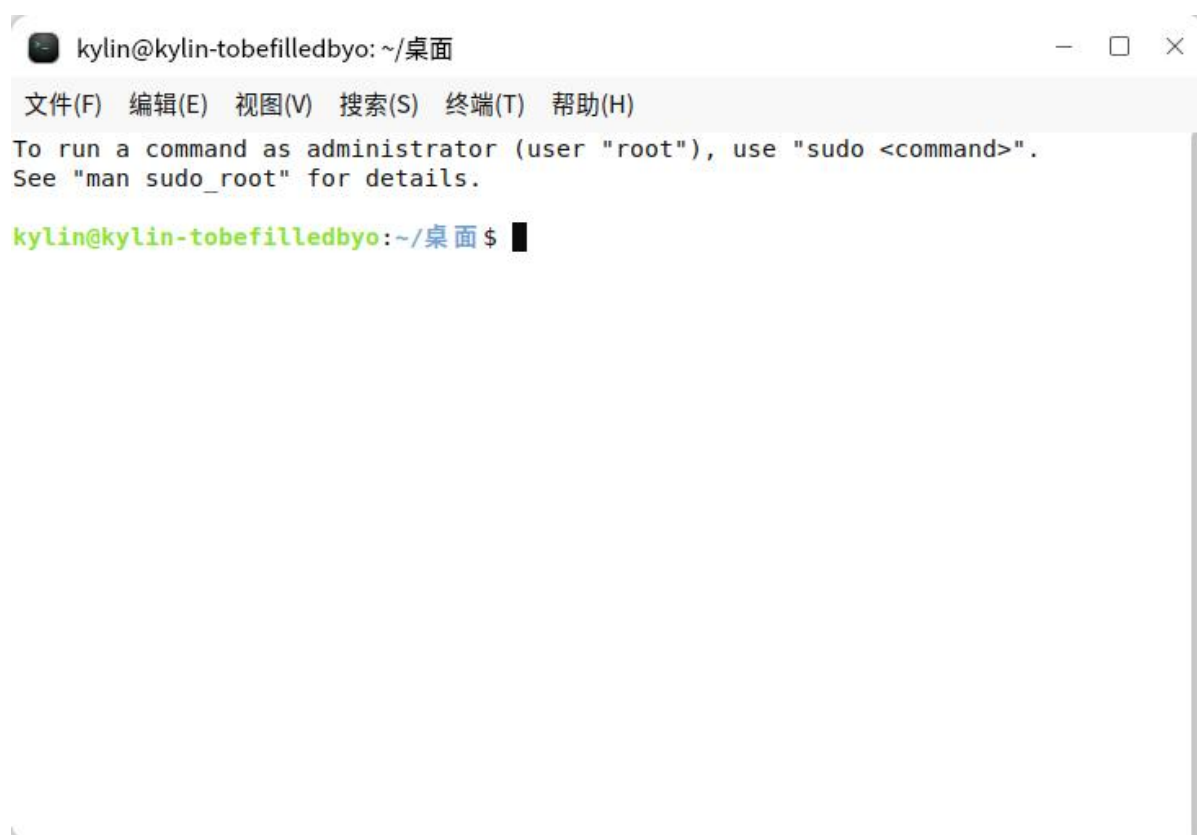 kylin@kylin-tobefilledbyo: ~/桌面
文件(F) 编辑(E) 视图(V) 搜索(S) 终端(T) 帮助(H)
To run a command as administrator (user "root"), use "sudo <command>".
See "man sudo_root" for details.
kylin@kylin-tobefilledbyo:~/桌面$